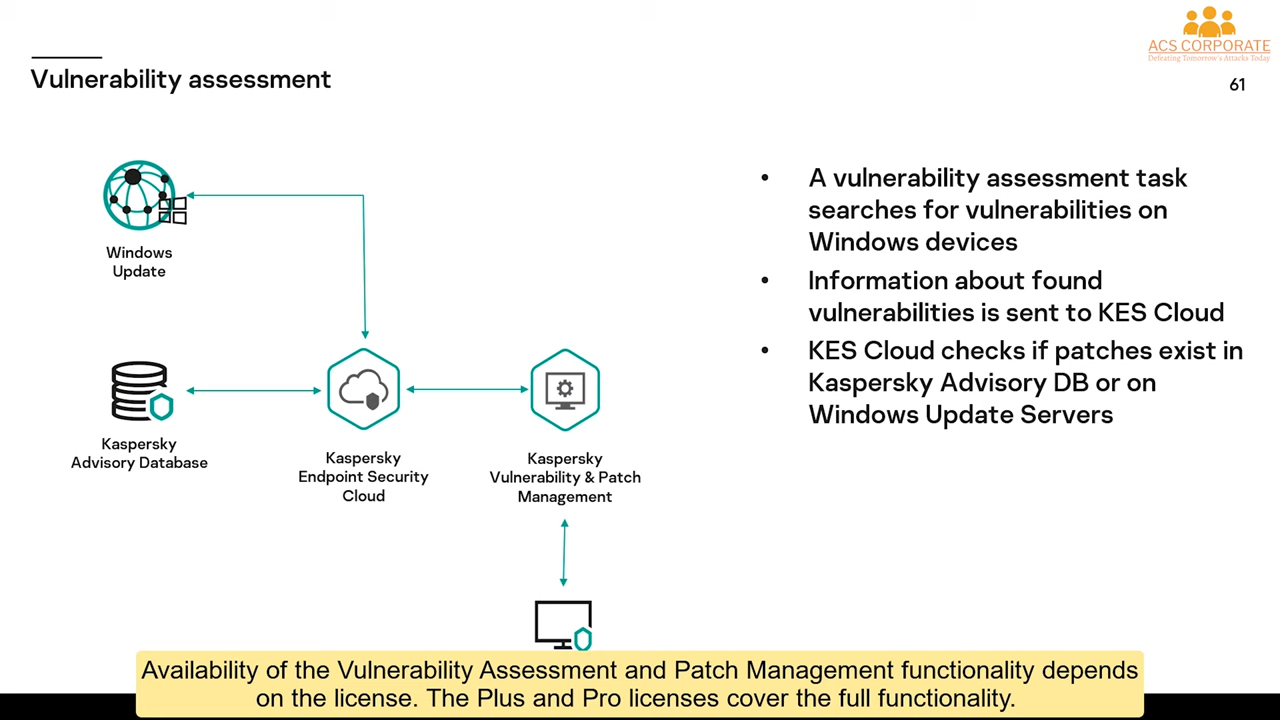 ACS CORPORATE
Defeating Tomorrow's Attacks Today
Vulnerability assessment
61
Windows
Update
Kaspersky
Advisory Database
Kaspersky
Endpoint Security
Cloud
Kaspersky
Vulnerability & Patch
Management
• A vulnerability assessment task
searches for vulnerabilities on
Windows devices
• Information about found
vulnerabilities is sent to KES Cloud
• KES Cloud checks if patches exist in
Kaspersky Advisory DB or on
Windows Update Servers
Availability of the Vulnerability Assessment and Patch Management functionality depends
on the license. The Plus and Pro licenses cover the full functionality.